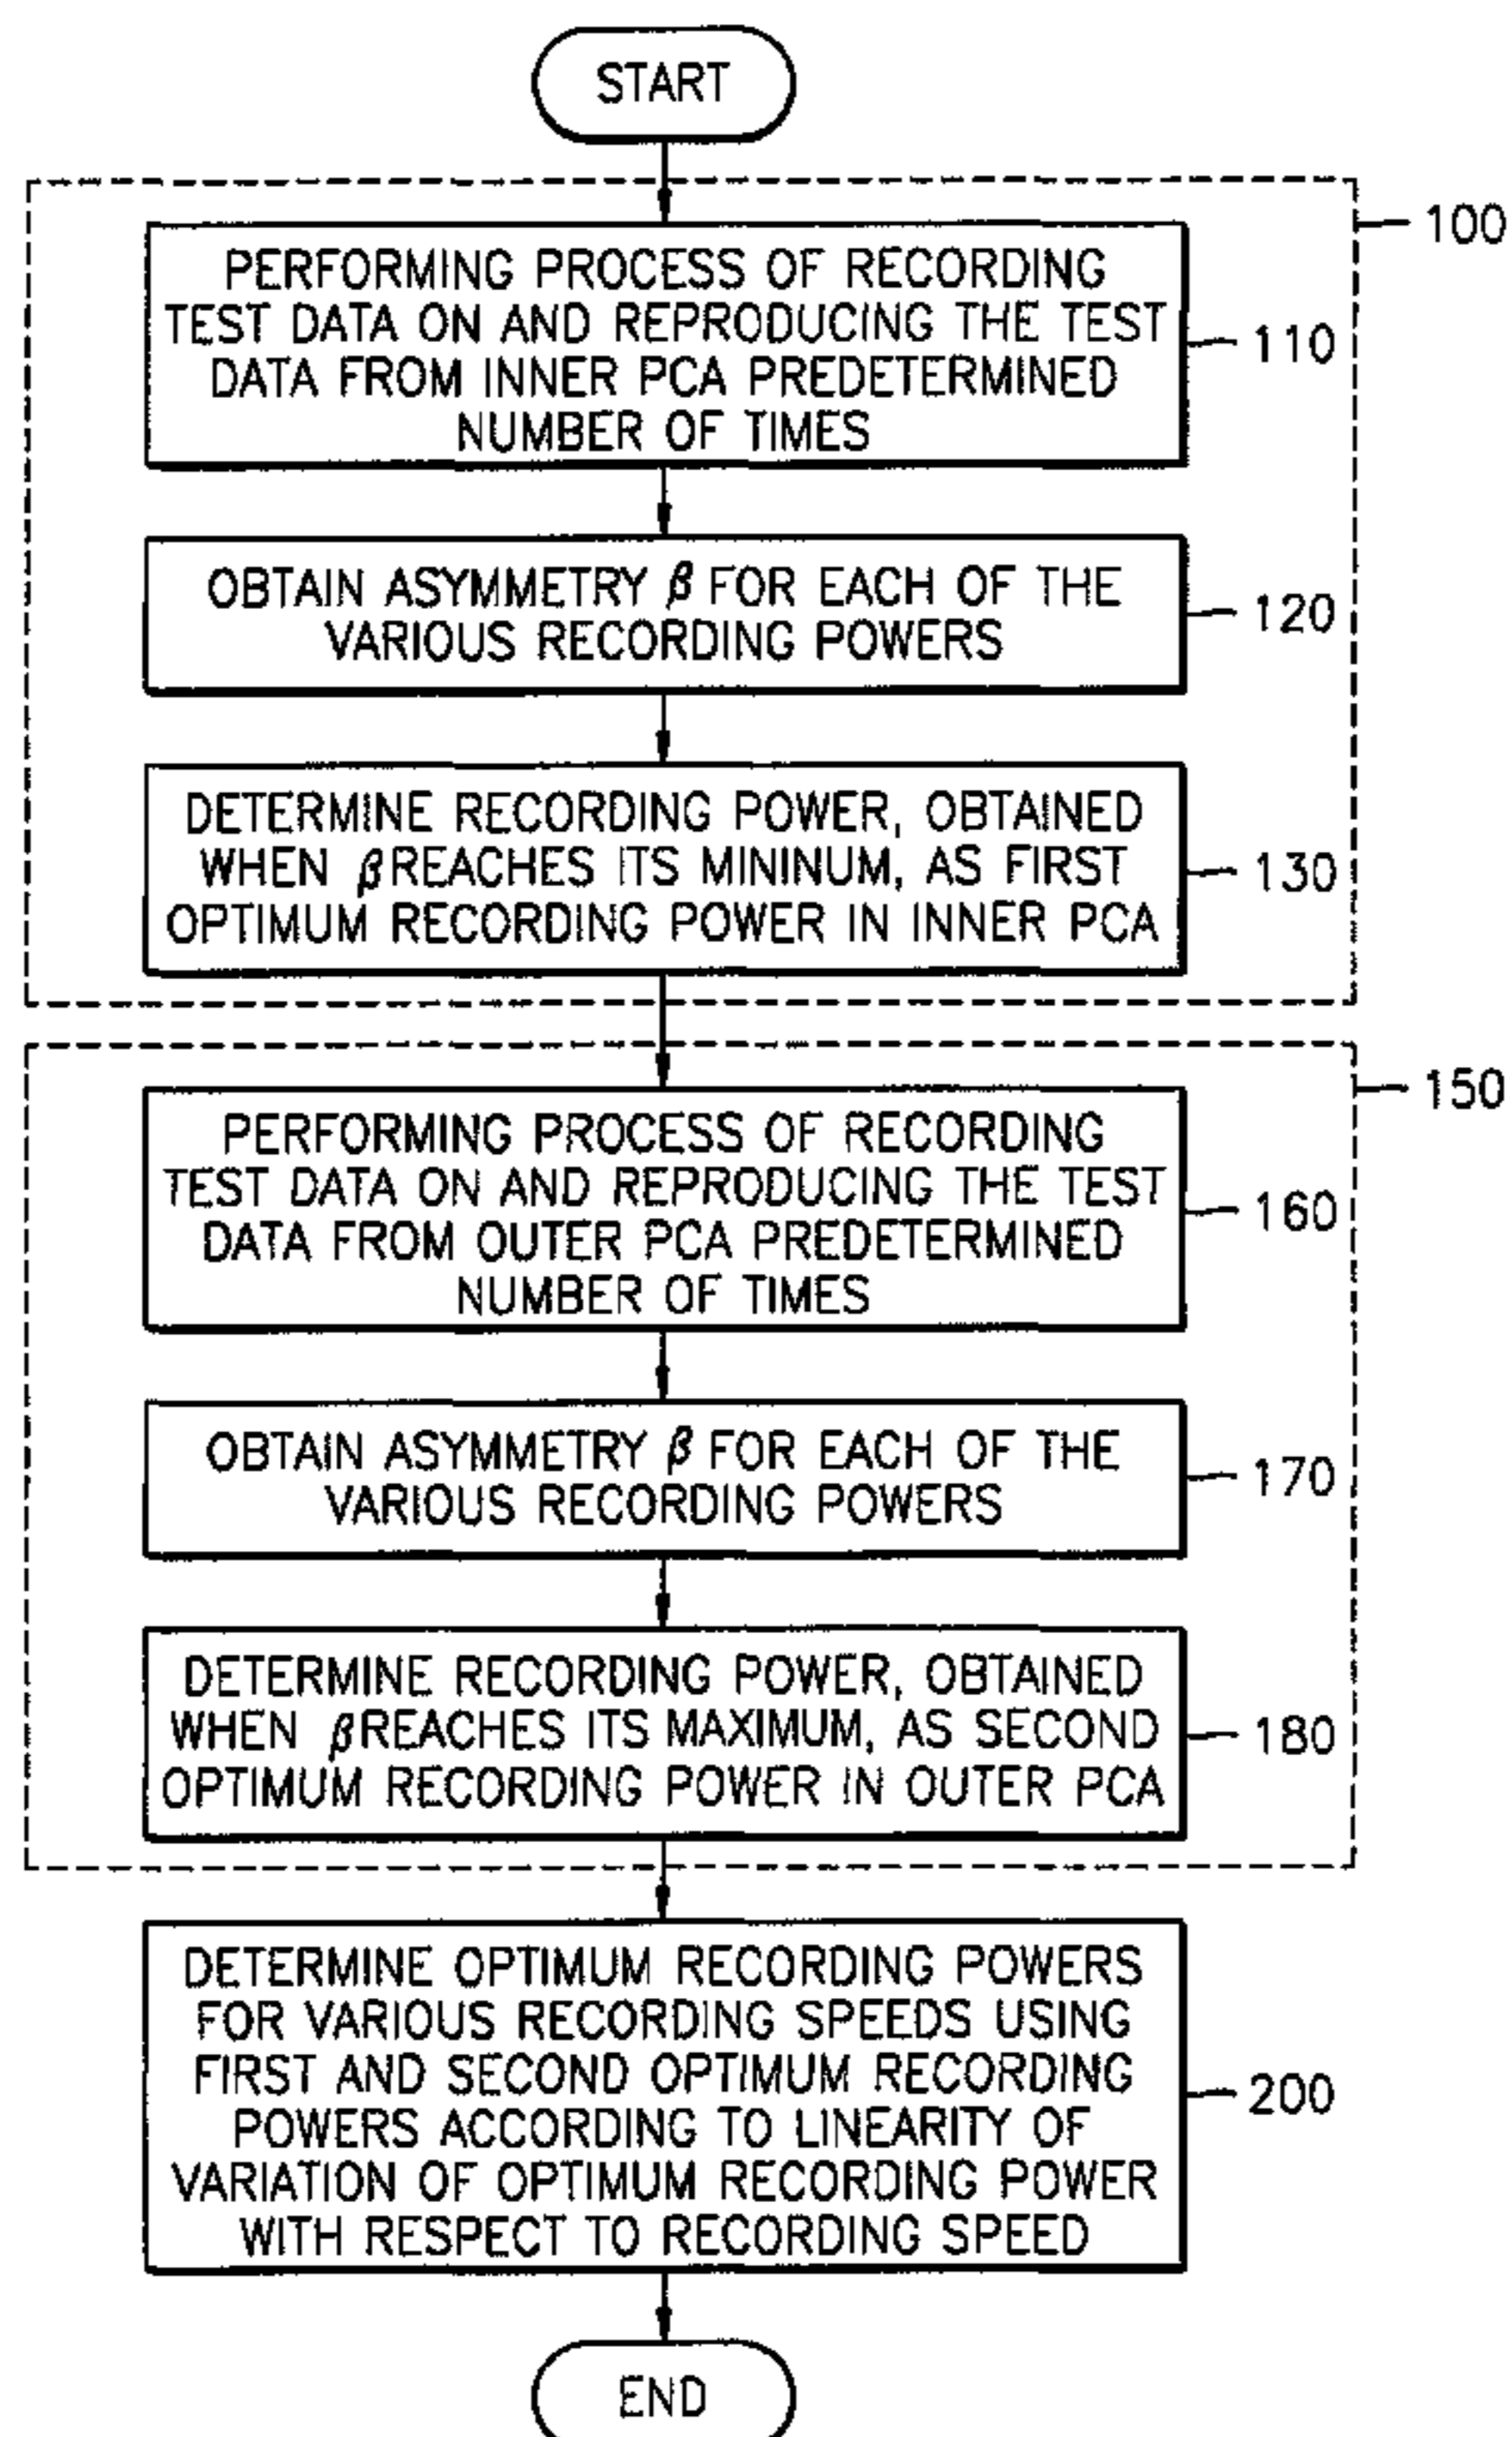 START
100
PERFORMING PROCESS OF RECORDING
TEST DATA ON AND REPRODUCING THE TEST
DATA FROM INNER PCA PREDETERMINED
NUMBER OF TIMES
110
OBTAIN ASYMMETRY β FOR EACH OF THE
VARIOUS RECORDING POWERS
120
DETERMINE RECORDING POWER, OBTAINED
WHEN β REACHES ITS MININUM, AS FIRST
OPTIMUM RECORDING POWER IN INNER PCA
130
150
PERFORMING PROCESS OF RECORDING
TEST DATA ON AND REPRODUCING THE TEST
DATA FROM OUTER PCA PREDETERMINED
NUMBER OF TIMES
160
OBTAIN ASYMMETRY β FOR EACH OF THE
VARIOUS RECORDING POWERS
170
DETERMINE RECORDING POWER, OBTAINED
WHEN β REACHES ITS MAXIMUM, AS SECOND
OPTIMUM RECORDING POWER IN OUTER PCA
180
DETERMINE OPTIMUM RECORDING POWERS
FOR VARIOUS RECORDING SPEEDS USING
FIRST AND SECOND OPTIMUM RECORDING
POWERS ACCORDING TO LINEARITY OF
VARIATION OF OPTIMUM RECORDING POWER
WITH RESPECT TO RECORDING SPEED
200
END